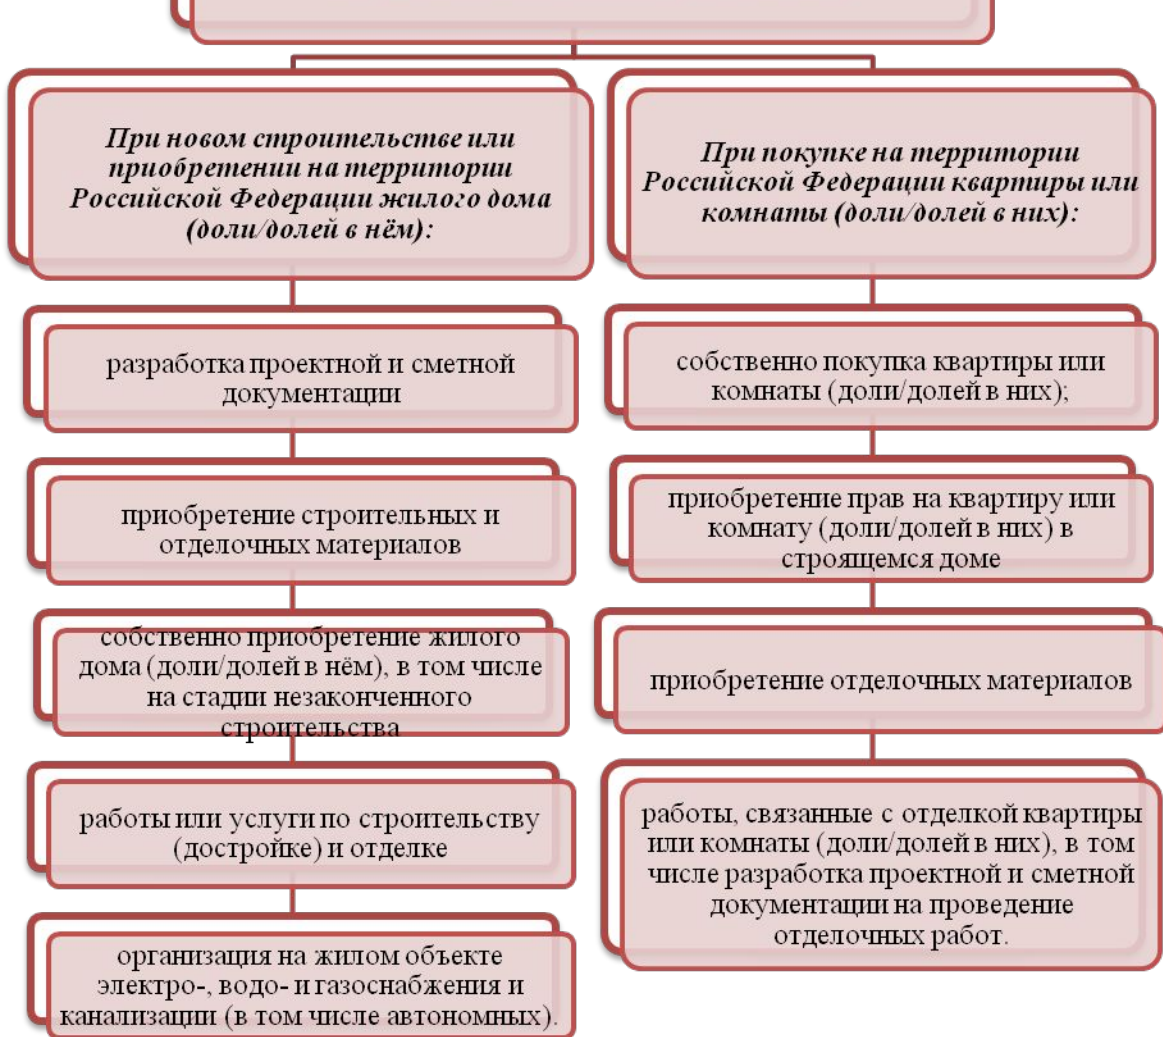 При новом строительстве или
приобретении на территории
Российской Федерации жилого дома
(доли/долей в нём):
разработка проектной и сметной
документации
приобретение строительных и
отделочных материалов
собственно приобретение жилого
дома (доли/долей в нём), в том числе
на стадии незаконченного
строительства
работы или услуги по строительству
(достройке) и отделке
организация на жилом объекте
электро-, водо- и газоснабжения и
канализации (в том числе автономных).
При покупке на территории
Российской Федерации квартиры или
комнаты (доли/долей в них):
собственно покупка квартиры или
комнаты (доли/долей в них);
приобретение прав на квартиру или
комнату (доли/долей в них) в
строящемся доме
приобретение отделочных материалов
работы, связанные с отделкой квартиры
или комнаты (доли/долей в них), в том
числе разработка проектной и сметной
документации на проведение
отделочных работ.